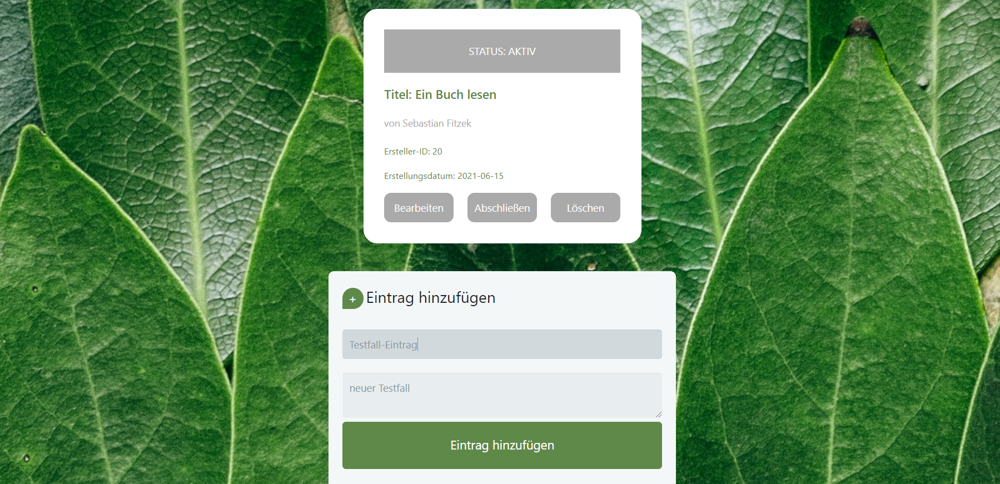 STATUS: AKTIV
Titel: Ein Buch lesen
von Sebastian Fitzek
Ersteller-ID: 20
Erstellungsdatum: 2021-06-15
Bearbeiten Abschließen Löschen
+ Eintrag hinzufügen
Testfall-Eintrag
neuer Testfall
Eintrag hinzufügen